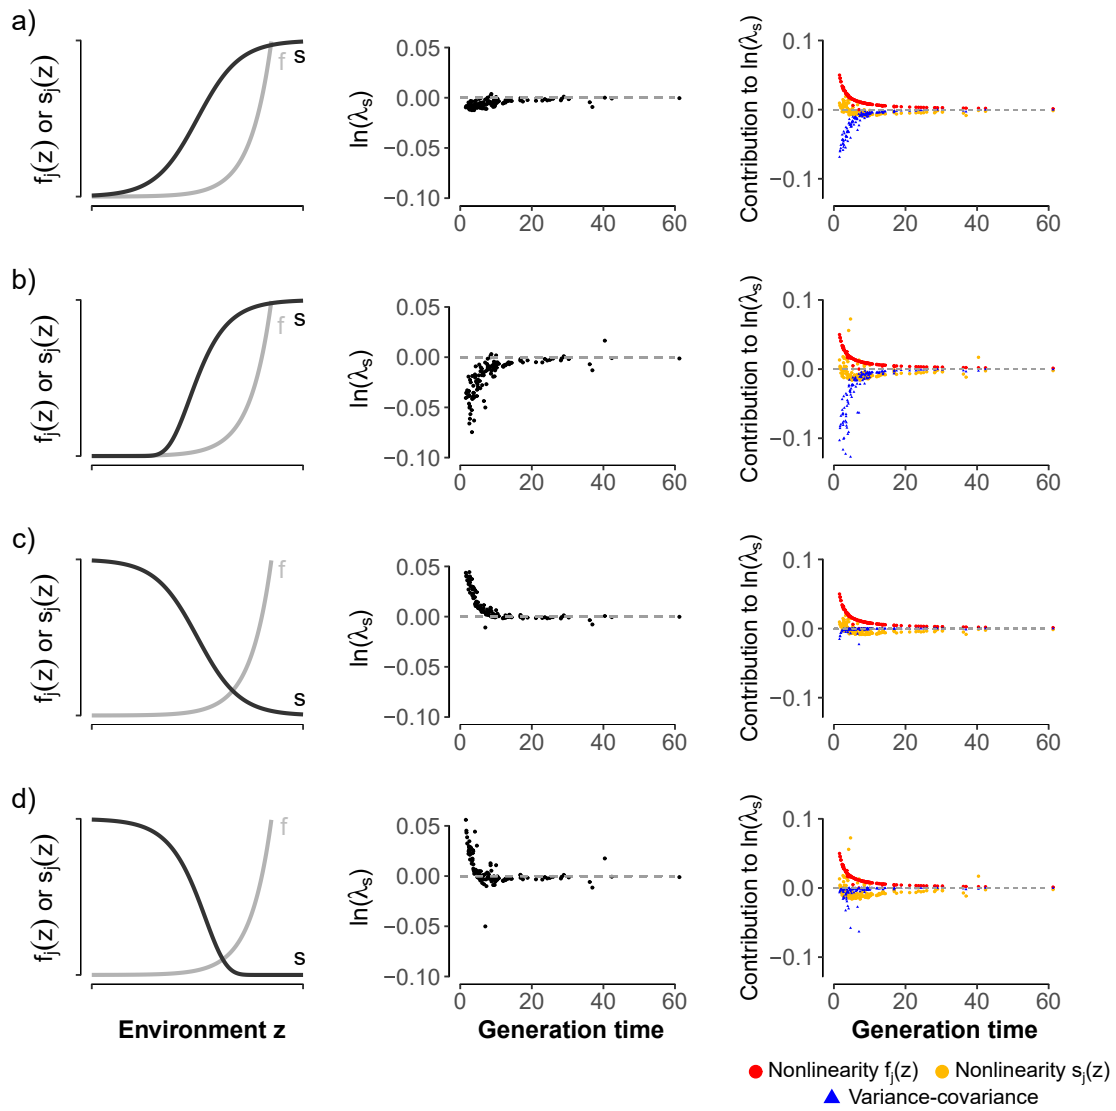 a)
f_j(z) or s_j(z)
f
s
ln(λ_s)
0.05
0.00
−0.05
−0.10
0
20
40
60
Contribution to ln(λ_s)
0.1
0.0
−0.1
0
20
40
60
b)
f_j(z) or s_j(z)
f
s
ln(λ_s)
0.05
0.00
−0.05
−0.10
0
20
40
60
Contribution to ln(λ_s)
0.1
0.0
−0.1
0
20
40
60
c)
f_j(z) or s_j(z)
f
s
ln(λ_s)
0.05
0.00
−0.05
−0.10
0
20
40
60
Contribution to ln(λ_s)
0.1
0.0
−0.1
0
20
40
60
d)
f_j(z) or s_j(z)
f
s
ln(λ_s)
0.05
0.00
−0.05
−0.10
0
20
40
60
Contribution to ln(λ_s)
0.1
0.0
−0.1
0
20
40
60
Environment z
Generation time
Generation time
Nonlinearity f_j(z) Nonlinearity s_j(z)
Variance-covariance